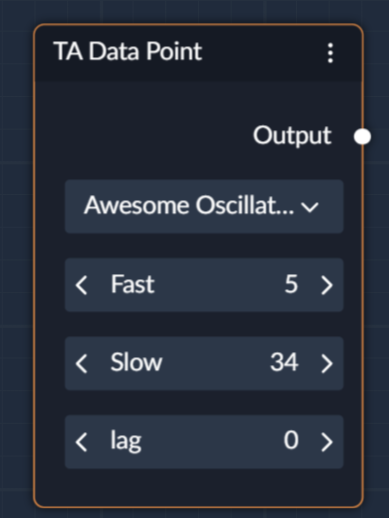 TA Data Point
Output
Awesome Oscillat...
Fast 5
Slow 34
lag 0